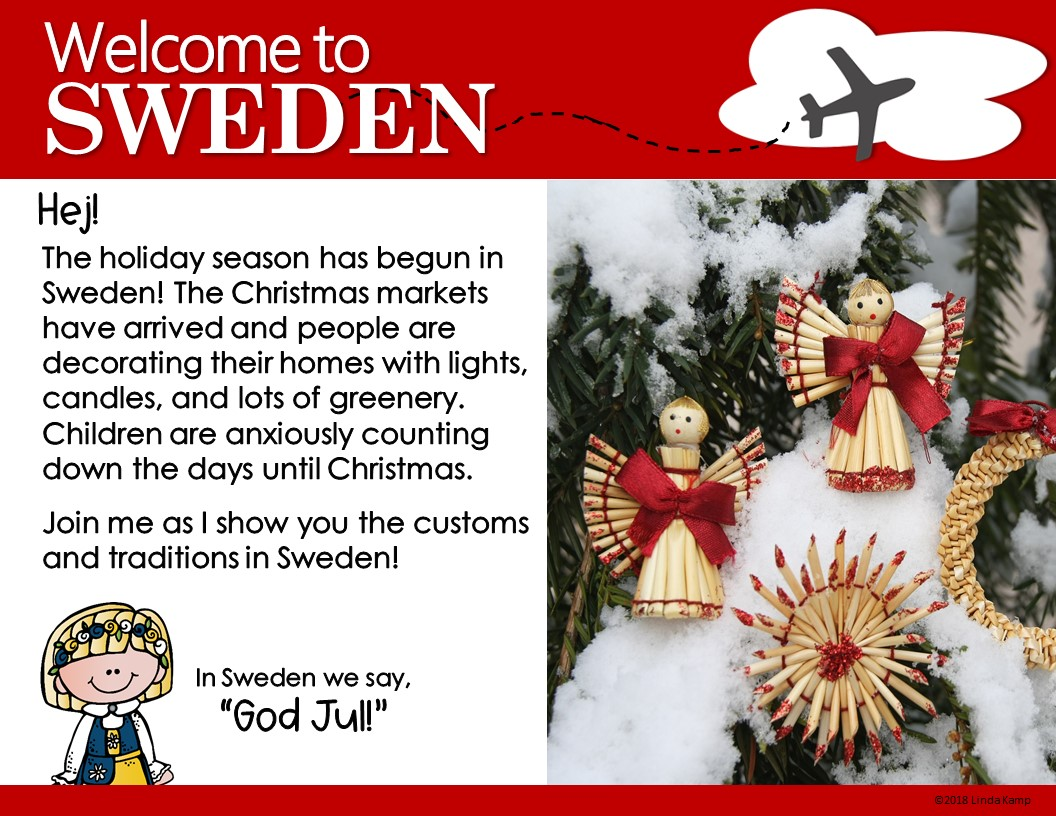 Welcome to
SWEDEN
Hej!
The holiday season has begun in
Sweden! The Christmas markets
have arrived and people are
decorating their homes with lights,
candles, and lots of greenery.
Children are anxiously counting
down the days until Christmas.
Join me as I show you the customs
and traditions in Sweden!
In Sweden we say,
“God Jul!”
©2018 Linda Kamp